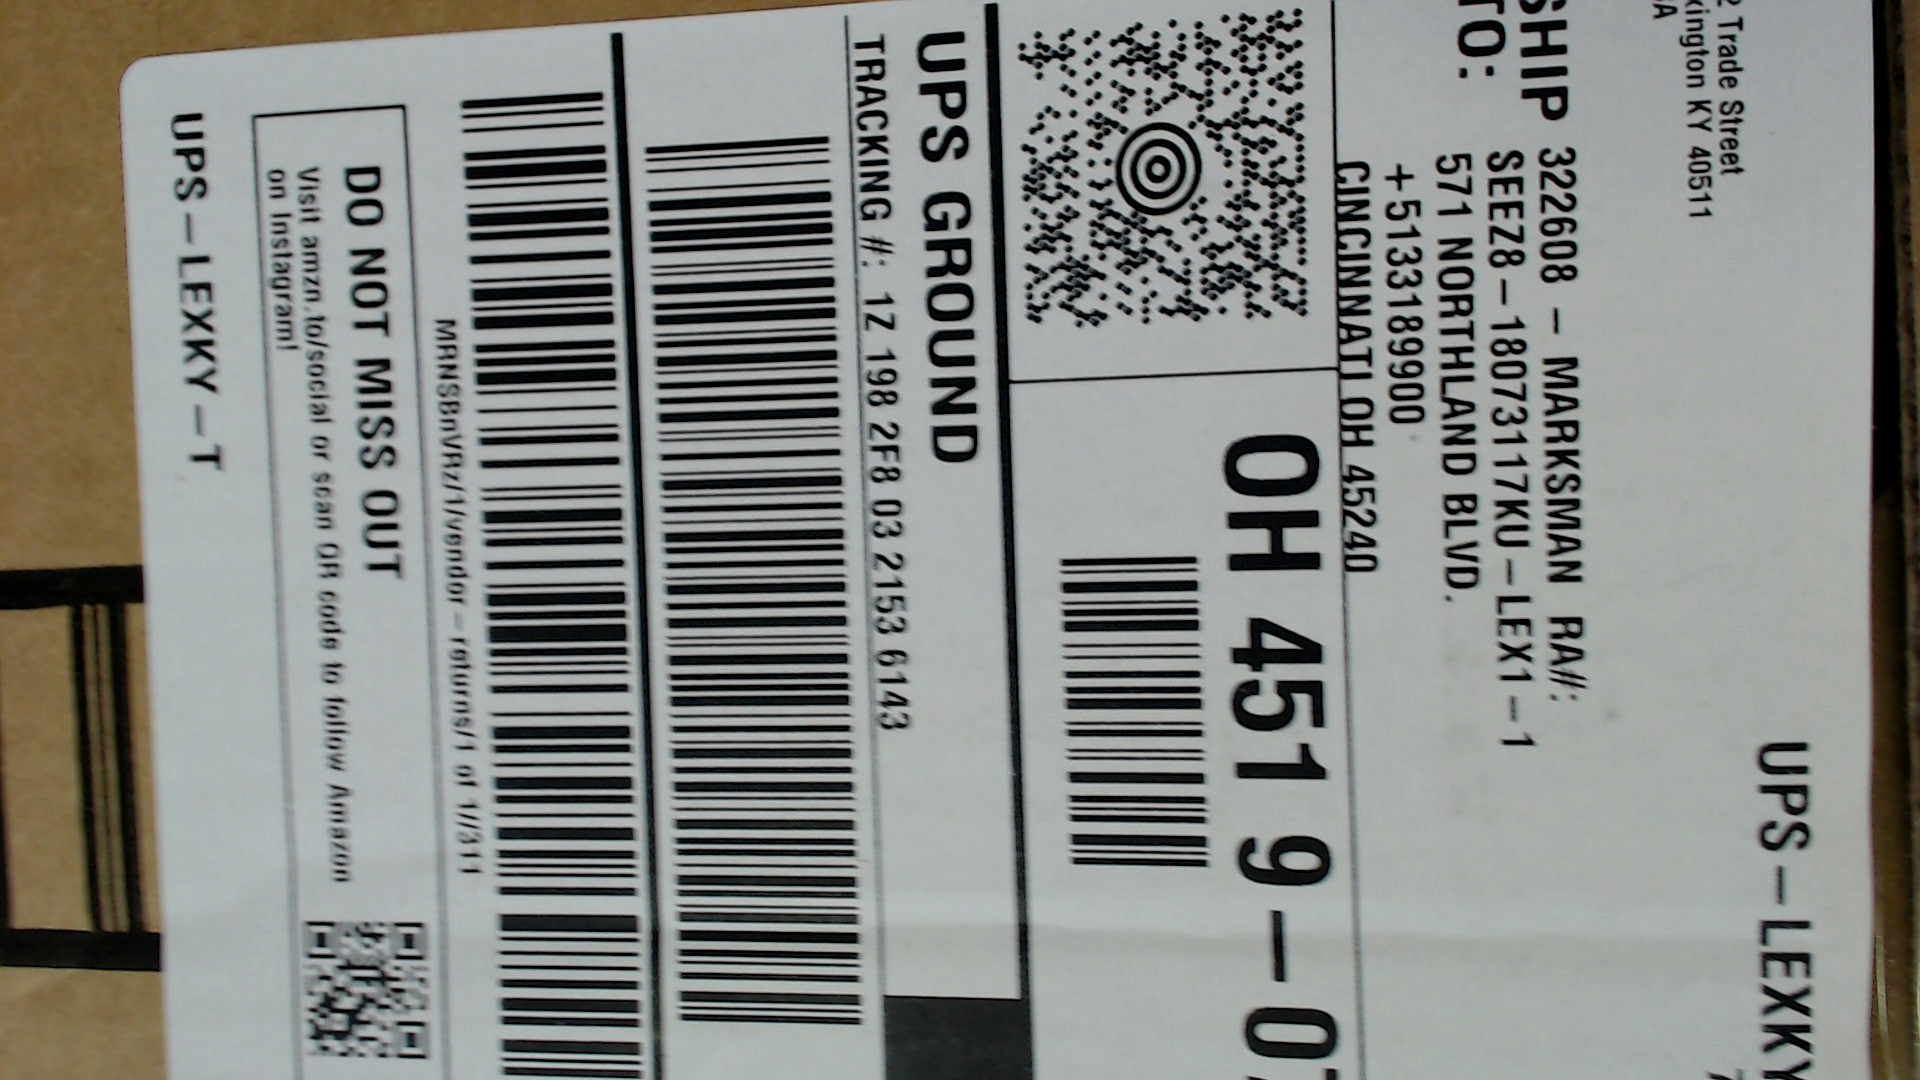 2 Trade Street
xington KY 40511
SA
UPS-LEXKY
SHIP
TO:
322608 - MARKSMAN RA#:
SEEZ8-18073117KU-LEX1-1
571 NORTHLAND BLVD.
+5133189900
CINCINNATI OH 45240
OH 451 9-07
UPS GROUND
TRACKING #: 1Z 198 2F8 03 2153 6143
MRNSBnVRz/1/vendor-returns/1 of 1//311
DO NOT MISS OUT
Visit amzn.to/social or scan QR code to follow Amazon
on Instagram!
UPS-LEXKY-T